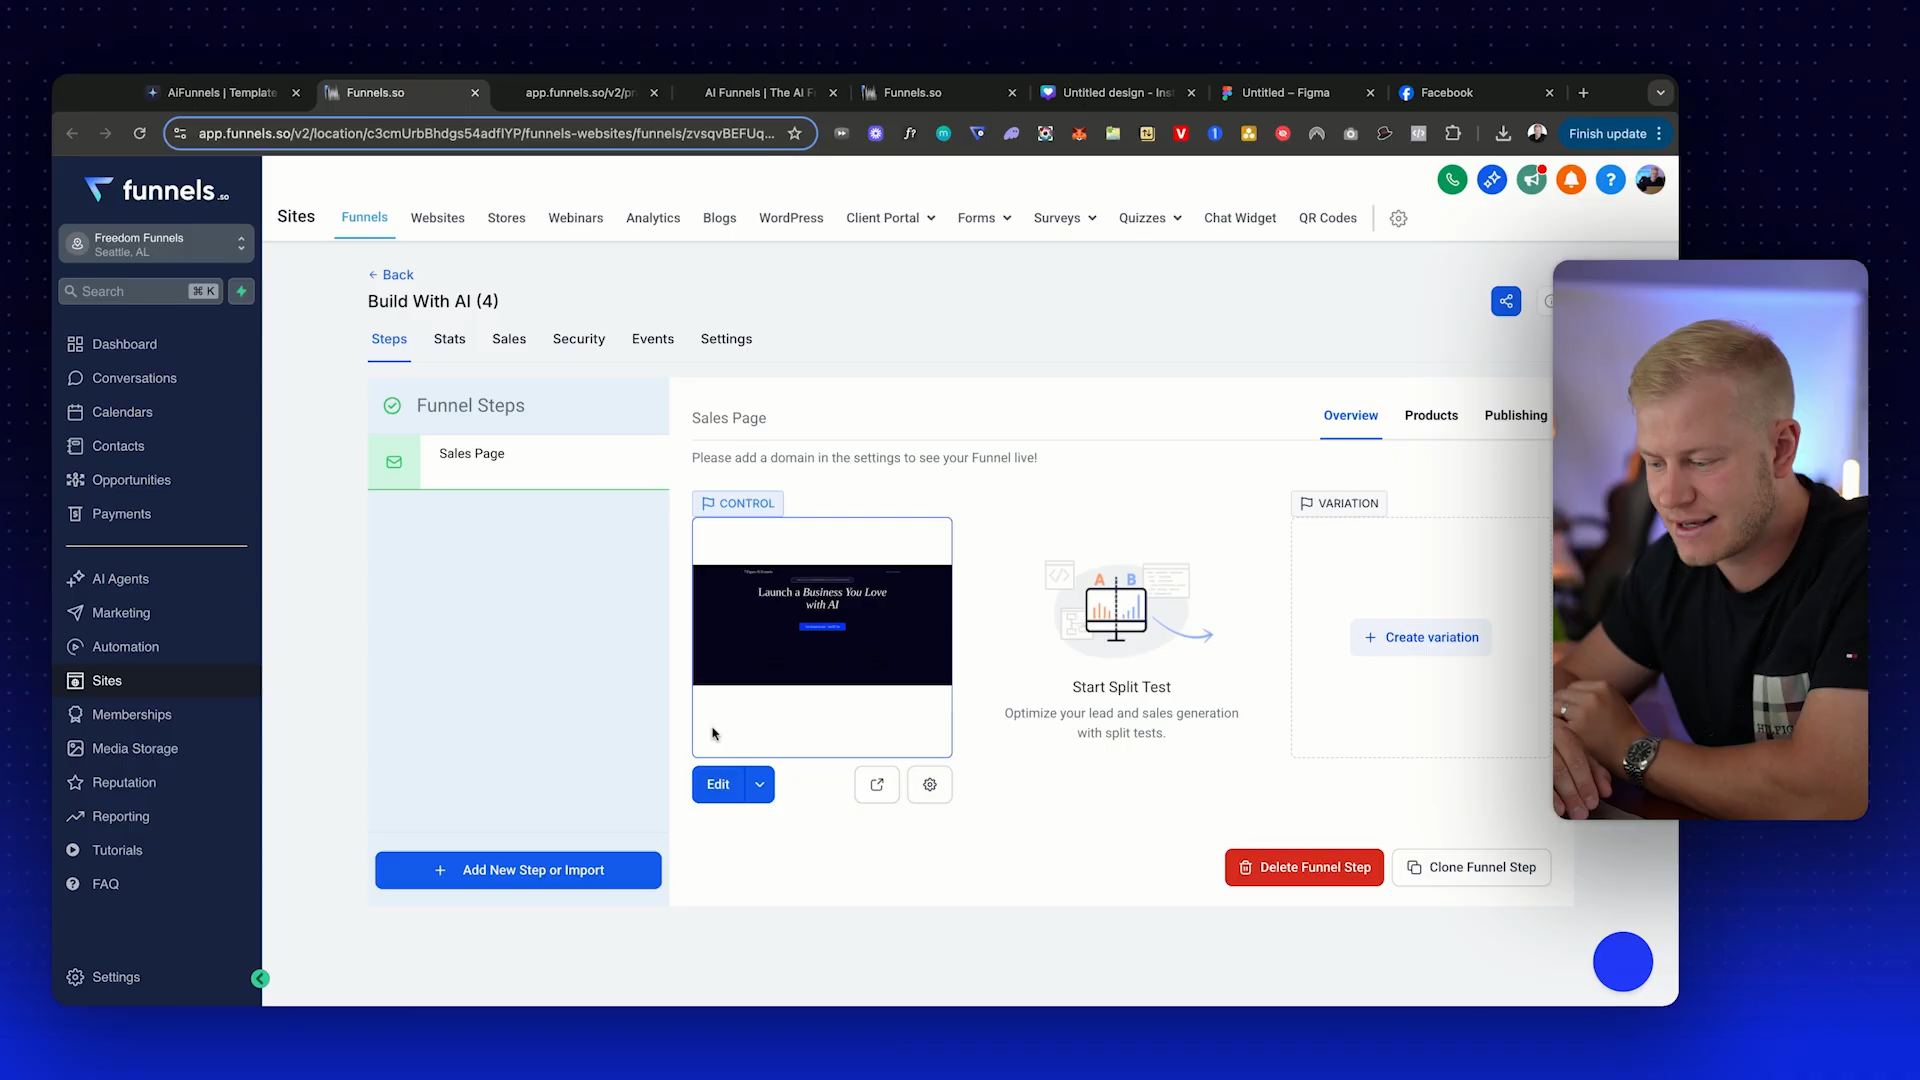 AiFunnels | Template
Funnels.so
app.funnels.so/v2/pr
AI Funnels | The AI F
Funnels.so
Untitled design - Inst
Untitled – Figma
Facebook
app.funnels.so/v2/location/c3cmUrbBhdgs54adflYP/funnels-websites/funnels/zvsqvBEFUq...
Finish update
funnels.so
Freedom Funnels
Seattle, AL
Search
⌘ K
Dashboard
Conversations
Calendars
Contacts
Opportunities
Payments
AI Agents
Marketing
Automation
Sites
Memberships
Media Storage
Reputation
Reporting
Tutorials
FAQ
Settings
Sites
Funnels
Websites
Stores
Webinars
Analytics
Blogs
WordPress
Client Portal
Forms
Surveys
Quizzes
Chat Widget
QR Codes
← Back
Build With AI (4)
Steps
Stats
Sales
Security
Events
Settings
Funnel Steps
Sales Page
+ Add New Step or Import
Sales Page
Overview
Products
Publishing
Please add a domain in the settings to see your Funnel live!
CONTROL
Launch a Business You Love
with AI
Edit
A B
Start Split Test
Optimize your lead and sales generation
with split tests.
VARIATION
+ Create variation
Delete Funnel Step
Clone Funnel Step